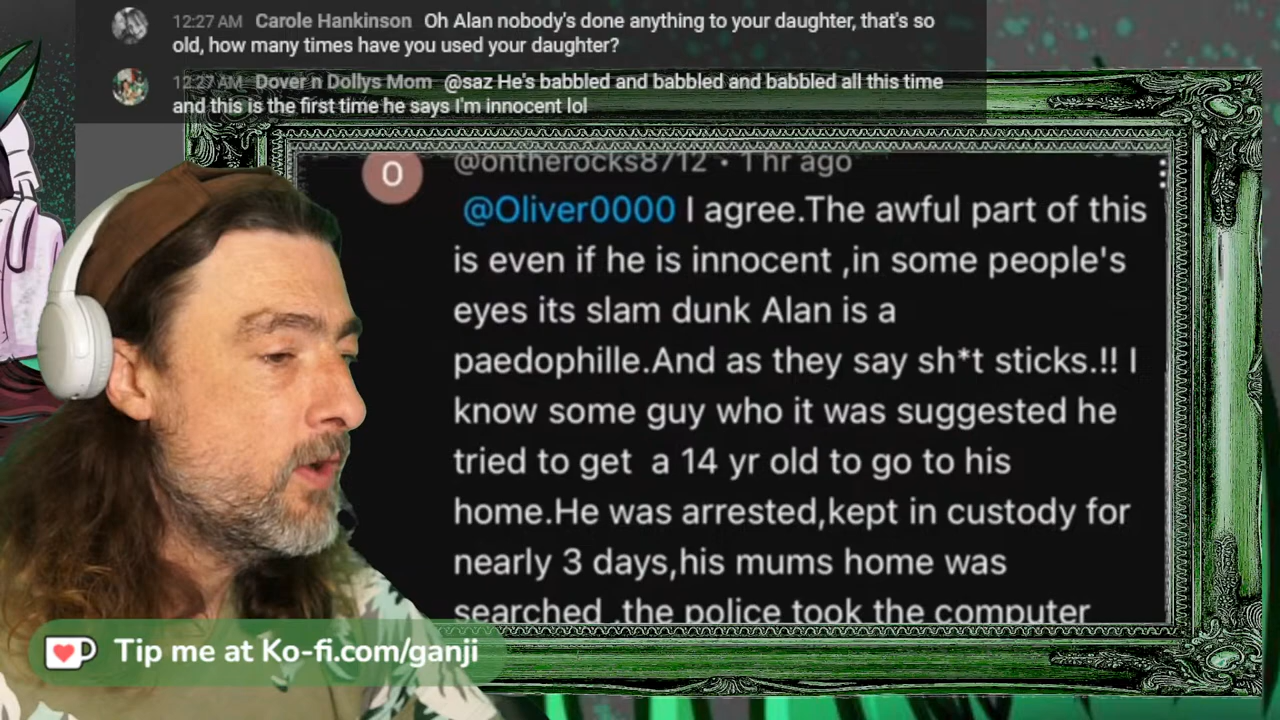 12:27 AM Carole Hankinson Oh Alan nobody's done anything to your daughter, that's so
old, how many times have you used your daughter?
12:27 AM Dover n Dollys Mom @saz He's babbled and babbled and babbled all this time
and this is the first time he says I'm innocent lol
O
@ontherocks8712 • 1 hr ago
@Oliver0000 I agree.The awful part of this
is even if he is innocent ,in some people's
eyes its slam dunk Alan is a
paedophille.And as they say sh*t sticks.!! I
know some guy who it was suggested he
tried to get a 14 yr old to go to his
home.He was arrested,kept in custody for
nearly 3 days,his mums home was
searched ,the police took the computer
Tip me at Ko-fi.com/ganji